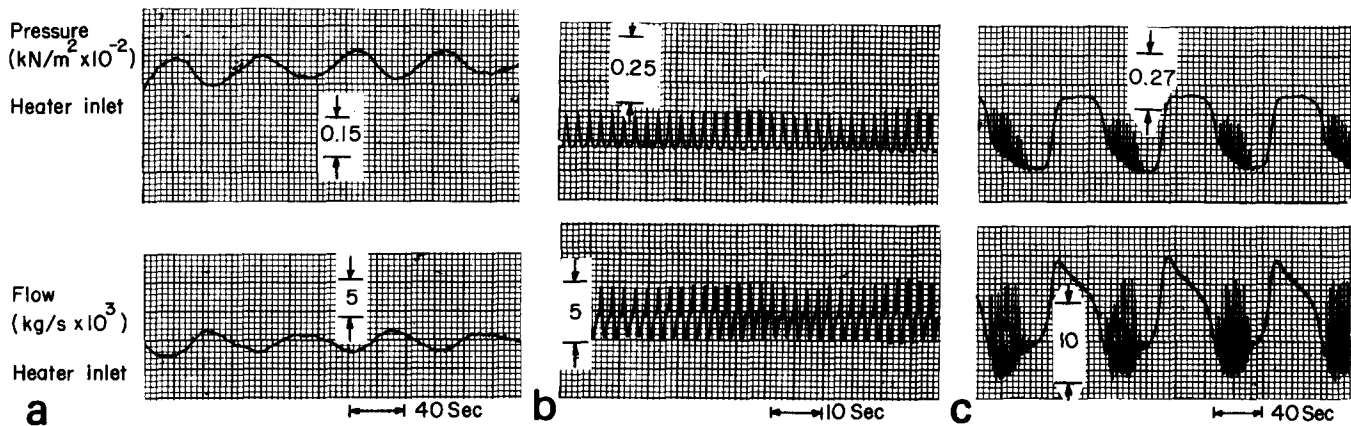 Pressure
(kN/m² x10⁻²)
Heater inlet
0.15
0.25
0.27
Flow
(kg/s x10³)
Heater inlet
5
5
10
a
40 Sec
b
10 Sec
c
40 Sec